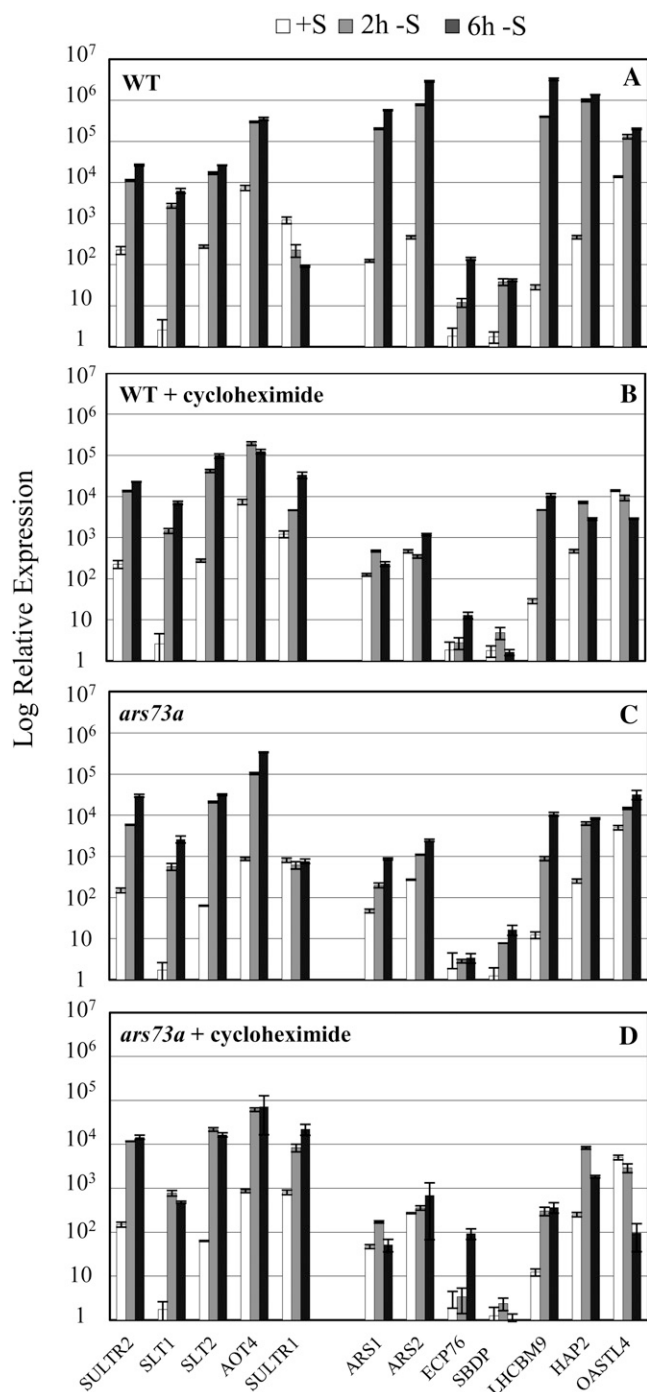 +S 2h -S 6h -S
Log Relative Expression
WT A
10⁷
10⁶
10⁵
10⁴
10³
10²
10
1
WT + cycloheximide B
10⁷
10⁶
10⁵
10⁴
10³
10²
10
1
ars73a C
10⁷
10⁶
10⁵
10⁴
10³
10²
10
1
ars73a + cycloheximide D
10⁷
10⁶
10⁵
10⁴
10³
10²
10
1
SULTR2
SLT1
SLT2
AOT4
SULTR1
ARS1
ARS2
ECP76
SBDP
LHCBM9
HAP2
OASTL4